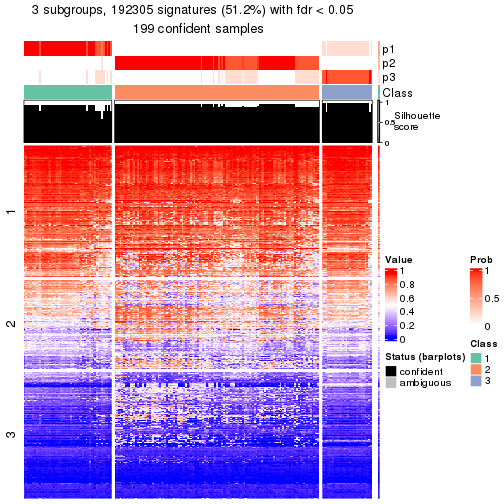 3 subgroups, 192305 signatures (51.2%) with fdr < 0.05
199 confident samples
p1
p2
p3
Class
1
0.5
0
Silhouette
score
1
2
3
Value
1
0.8
0.6
0.4
0.2
0
Prob
1
0.5
0
Status (barplots)
confident
ambiguous
Class
1
2
3